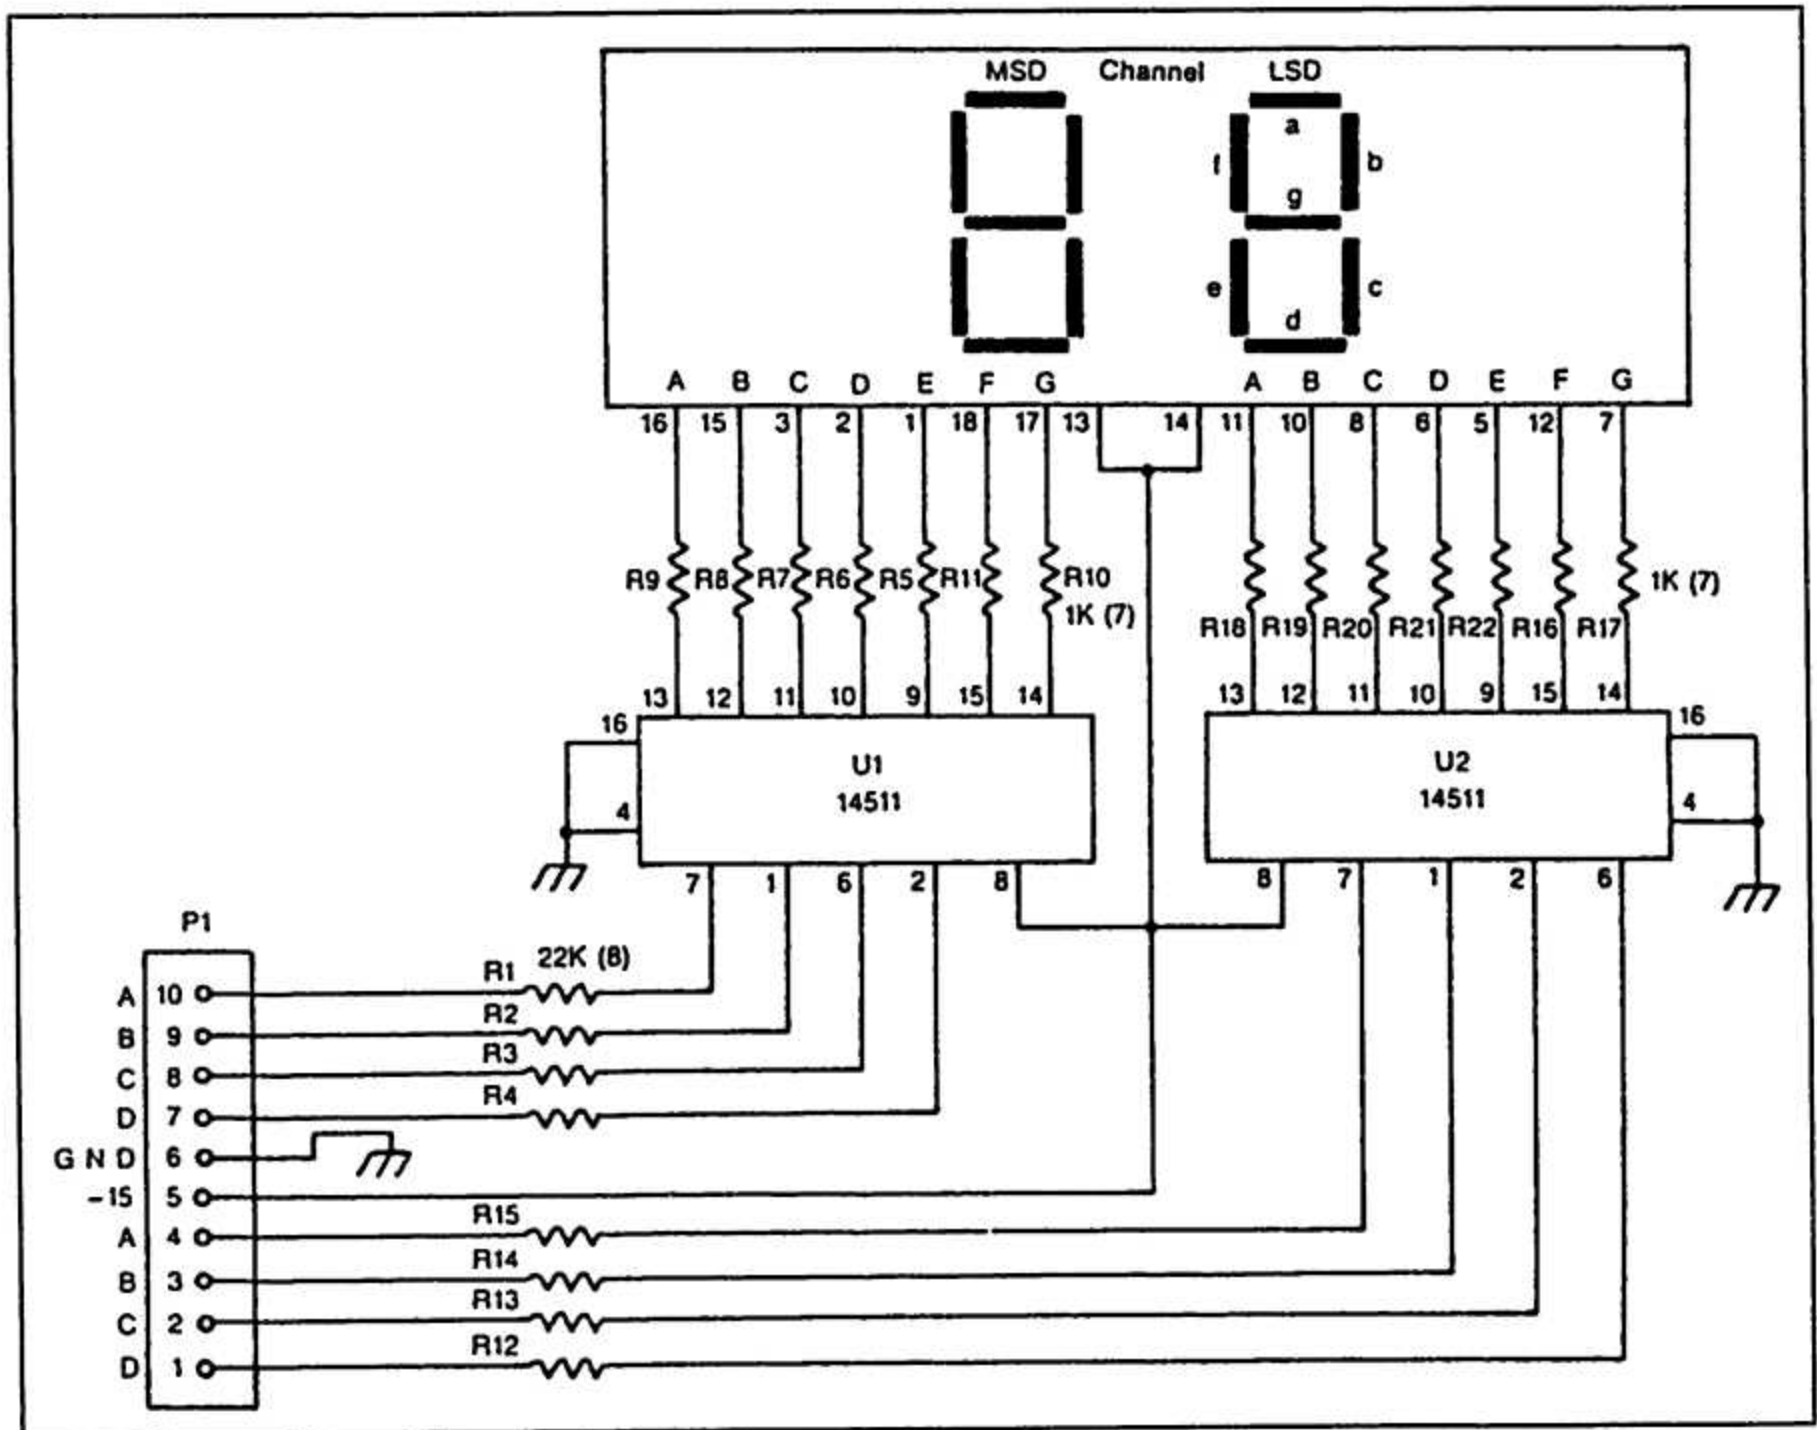 MSD Channel LSD
a
f b
g
e c
d
A B C D E F G A B C D E F G
16 15 3 2 1 18 17 13 14 11 10 8 6 5 12 7
R9 R8 R7 R6 R5 R11 R10 1K (7)
1K (7)
R18 R19 R20 R21 R22 R16 R17
13 12 11 10 9 15 14 13 12 11 10 9 15 14
16 16
U1 U2
14511 14511
4 4
7 1 6 2 8 8 7 1 2 6
P1
22K (8)
R1
A 10
R2
B 9
R3
C 8
R4
D 7
G N D 6
-15 5
R15
A 4
R14
B 3
R13
C 2
R12
D 1